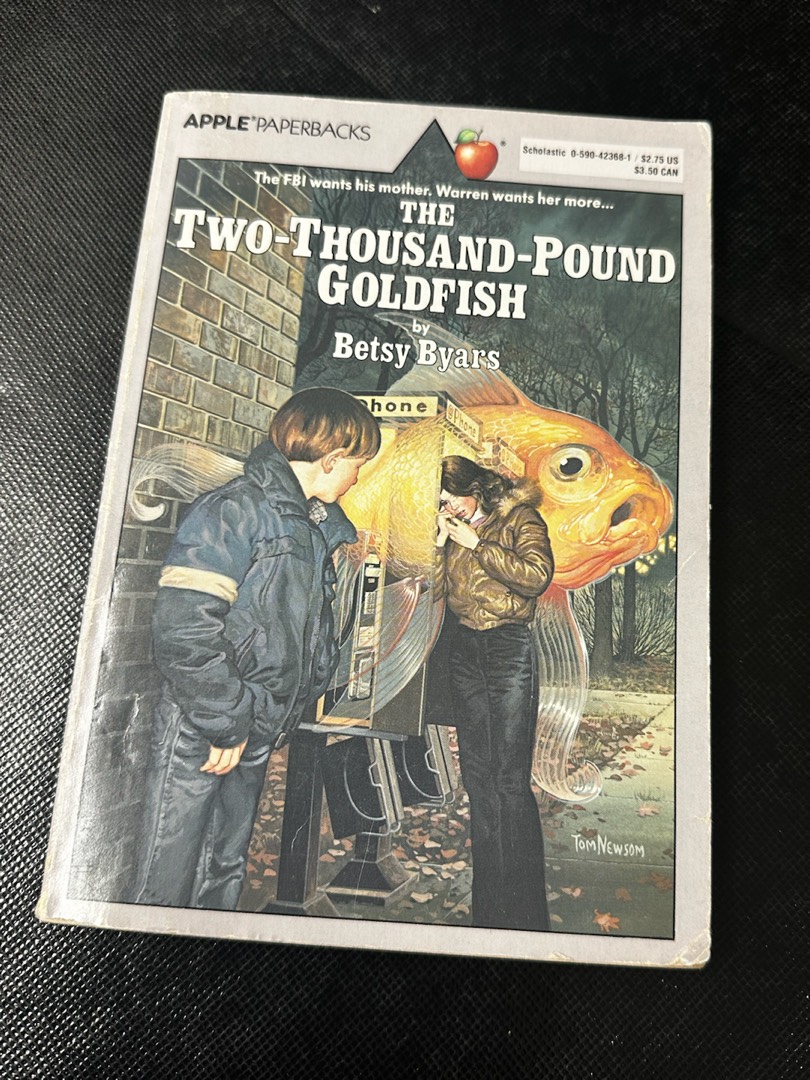 APPLE® PAPERBACKS
Scholastic 0-590-42368-1 / $2.75 US
$3.50 CAN
The FBI wants his mother. Warren wants her more...
THE
TWO-THOUSAND-POUND
GOLDFISH
by
Betsy Byars
Phone
Phone
TOM NEWSOM